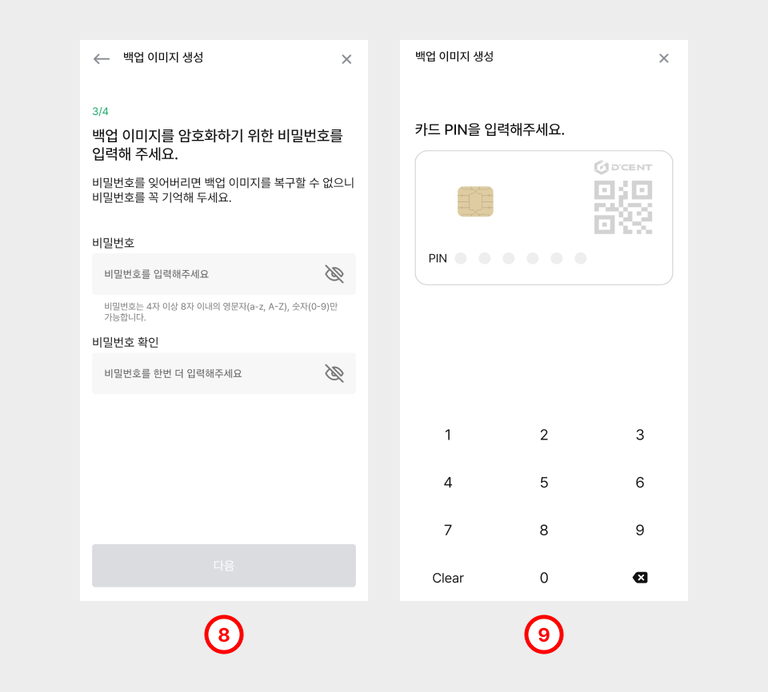 백업 이미지 생성
3/4
백업 이미지를 암호화하기 위한 비밀번호를
입력해 주세요.
비밀번호를 잊어버리면 백업 이미지를 복구할 수 없으니
비밀번호를 꼭 기억해 두세요.
비밀번호
비밀번호를 입력해주세요
비밀번호는 4자 이상 8자 이내의 영문자(a-z, A-Z), 숫자(0-9)만
가능합니다.
비밀번호 확인
비밀번호를 한번 더 입력해주세요
다음
8
백업 이미지 생성
카드 PIN을 입력해주세요.
D'CENT
PIN
1 2 3
4 5 6
7 8 9
Clear 0
9